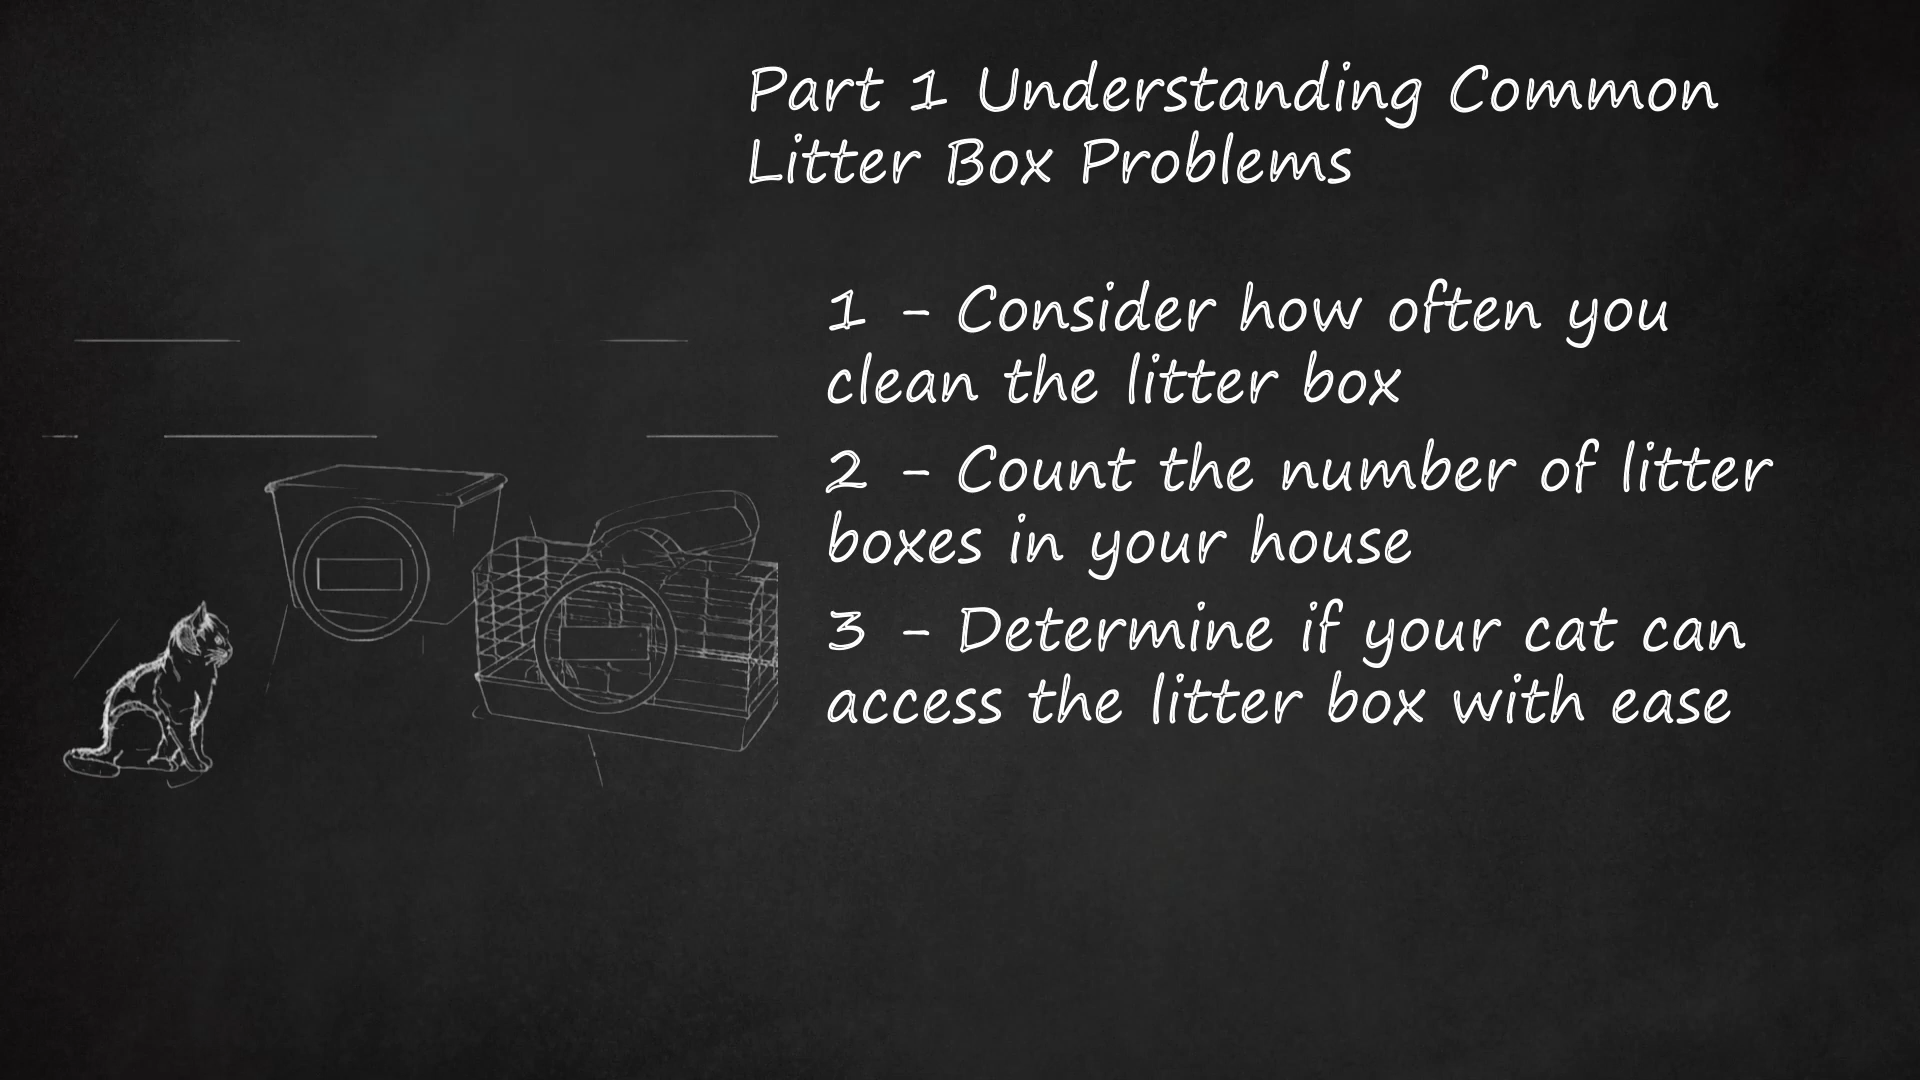 Part 1 Understanding Common
Litter Box Problems
1 - Consider how often you
clean the litter box
2 - Count the number of litter
boxes in your house
3 - Determine if your cat can
access the litter box with ease